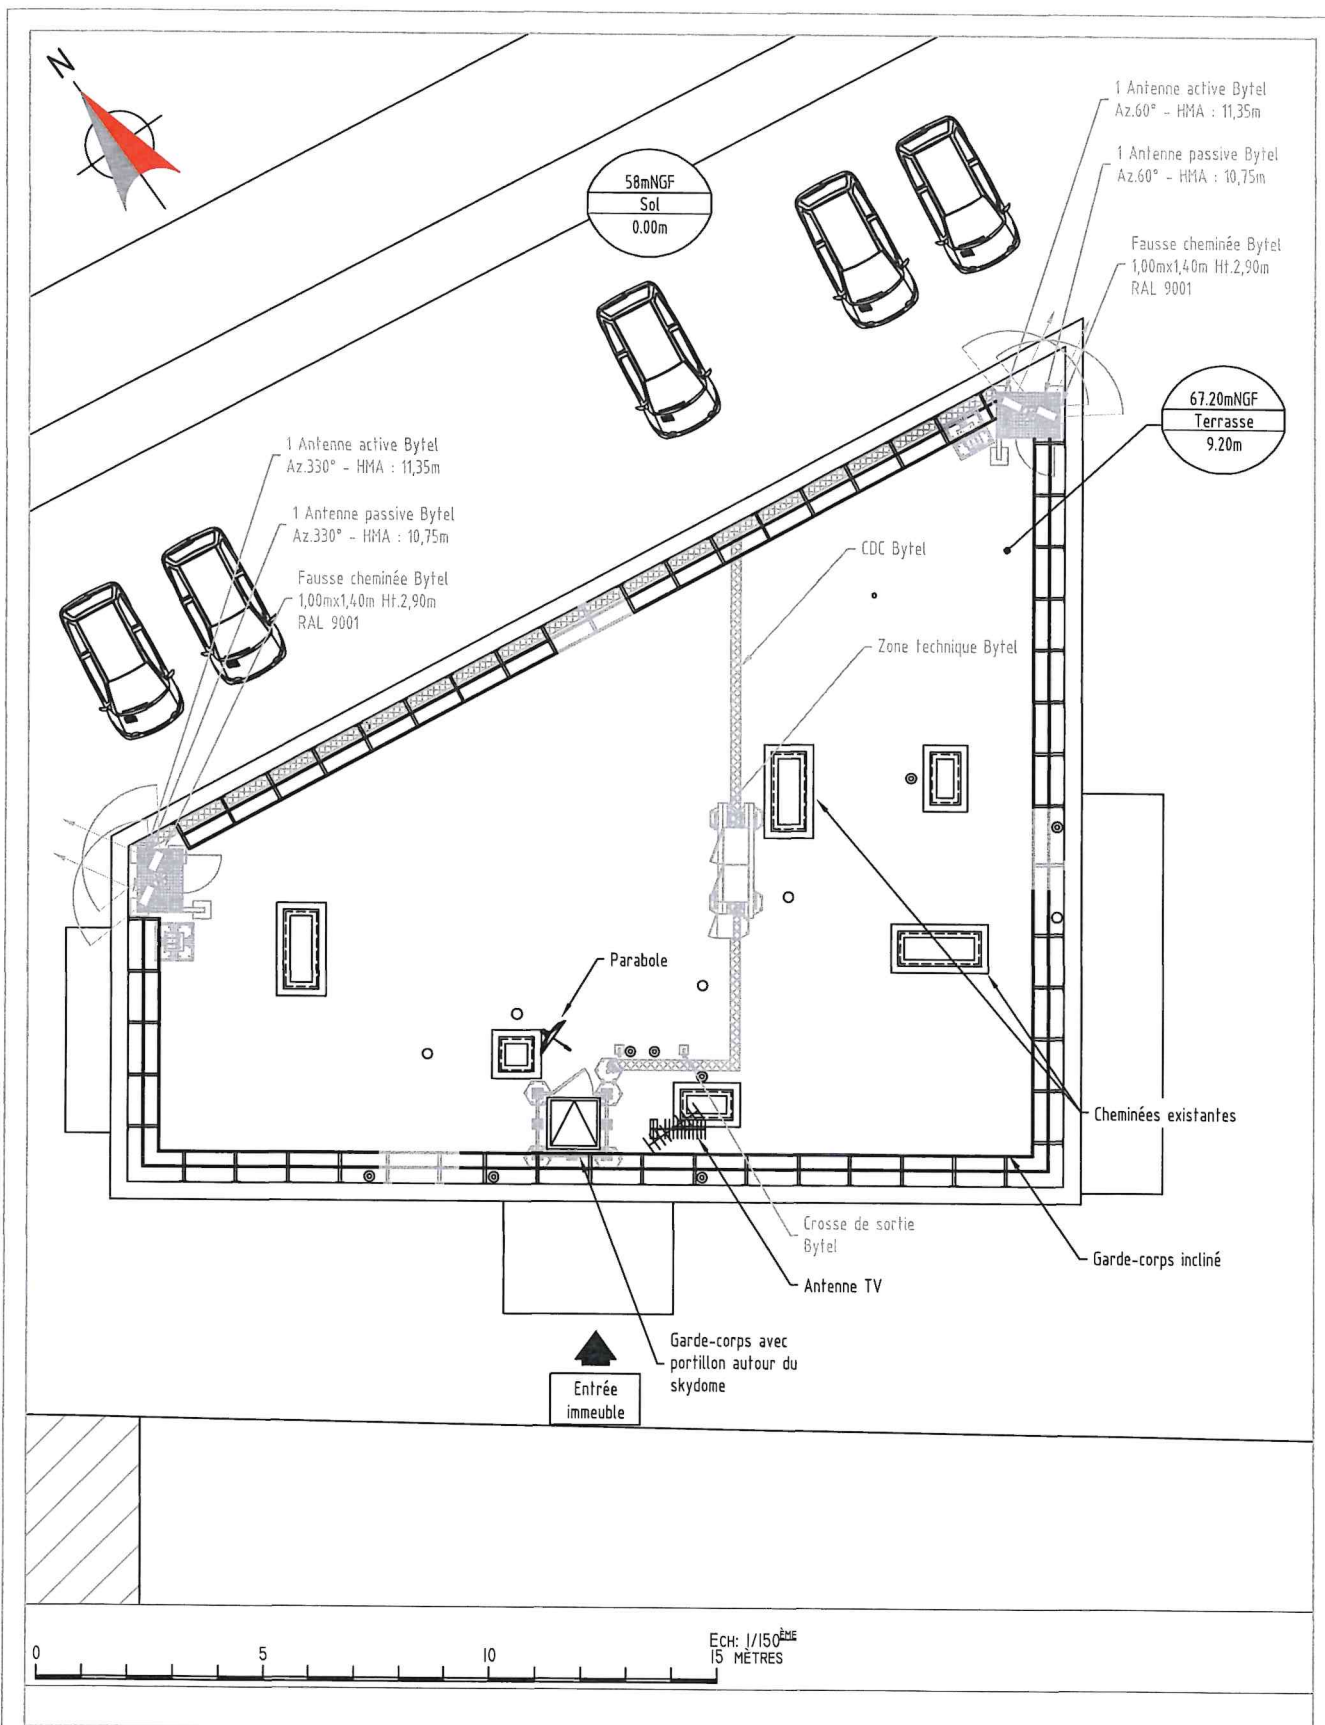 N
1 Antenne active Bytel
Az.60° - HMA : 11,35m
1 Antenne passive Bytel
Az.60° - HMA : 10,75m
Fausse cheminée Bytel
1,00mx1,40m Ht.2,90m
RAL 9001
58mNGF
Sol
0.00m
67.20mNGF
Terrasse
9.20m
1 Antenne active Bytel
Az.330° - HMA : 11,35m
1 Antenne passive Bytel
Az.330° - HMA : 10,75m
Fausse cheminée Bytel
1,00mx1,40m Ht.2,90m
RAL 9001
CDC Bytel
Zone technique Bytel
Parabole
Cheminées existantes
Crosse de sortie
Bytel
Garde-corps incliné
Antenne TV
Garde-corps avec
portillon autour du
skydome
Entrée
immeuble
0 5 10 15 MÈTRES
ECH: 1/150ÈME